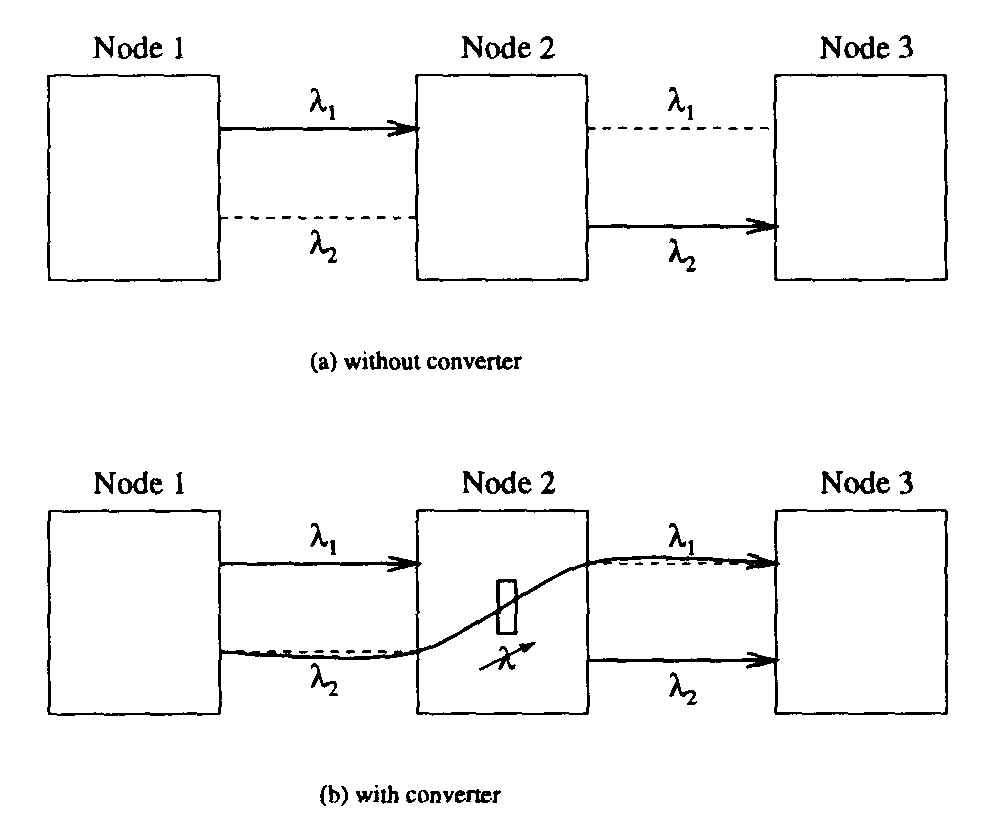 Node 1 Node 2 Node 3
λ1 λ1
λ2 λ2
(a) without converter
Node 1 Node 2 Node 3
λ1 λ1
λ
λ2 λ2
(b) with converter